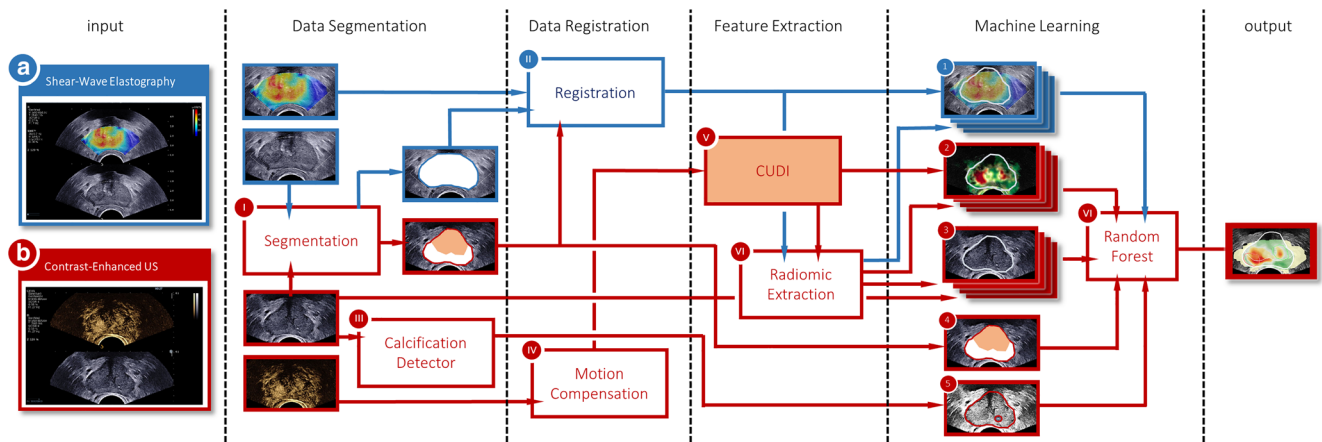 input
Data Segmentation
Data Registration
Feature Extraction
Machine Learning
output
a
Shear-Wave Elastography
b
Contrast-Enhanced US
I
Segmentation
II
Registration
III
Calcification
Detector
IV
Motion
Compensation
V
CUDI
VI
Radiomic
Extraction
1
2
3
4
5
VI
Random
Forest